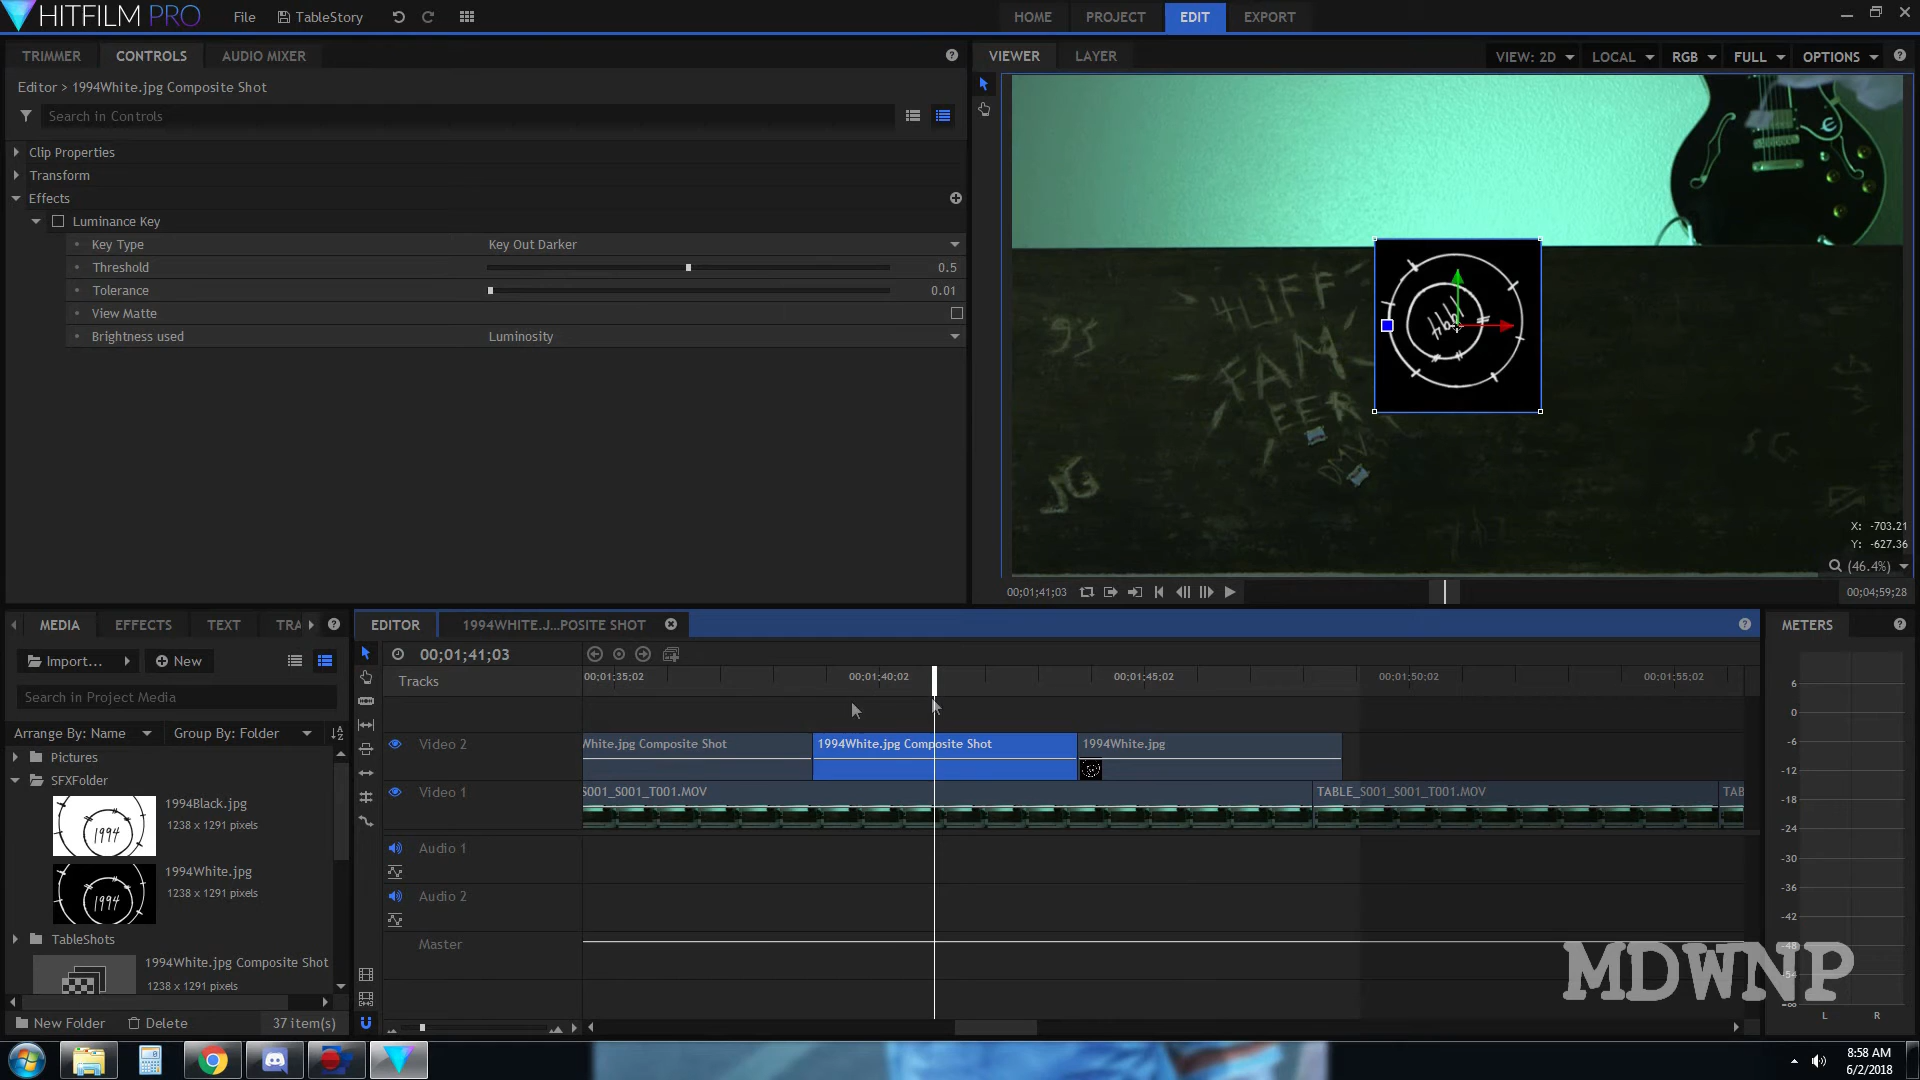 HITFILM PRO
File
TableStory
HOME
PROJECT
EDIT
EXPORT
TRIMMER
CONTROLS
AUDIO MIXER
Editor > 1994White.jpg Composite Shot
Search in Controls
Clip Properties
Transform
Effects
Luminance Key
Key Type
Key Out Darker
Threshold
0.5
Tolerance
0.01
View Matte
Brightness used
Luminosity
VIEWER
LAYER
VIEW: 2D
LOCAL
RGB
FULL
OPTIONS
X: -703.21
Y: -627.36
(46.4%)
00;01;41;03
00;04;59;28
MEDIA
EFFECTS
TEXT
TRA
Import...
New
Search in Project Media
Arrange By: Name
Group By: Folder
Pictures
SFXFolder
1994
1994Black.jpg
1238 x 1291 pixels
1994
1994White.jpg
1238 x 1291 pixels
TableShots
1994White.jpg Composite Shot
1238 x 1291 pixels
New Folder
Delete
37 item(s)
EDITOR
1994WHITE.J...POSITE SHOT
00;01;41;03
Tracks
00;01;35;02
00;01;40;02
00;01;45;02
00;01;50;02
00;01;55;02
Video 2
White.jpg Composite Shot
1994White.jpg Composite Shot
1994White.jpg
Video 1
S001_S001_T001.MOV
TABLE_S001_S001_T001.MOV
TAB
Audio 1
Audio 2
Master
METERS
6
0
-6
-12
-18
-24
-30
-36
-42
-48
-54
-∞
L
R
MDWNP
8:58 AM
6/2/2018